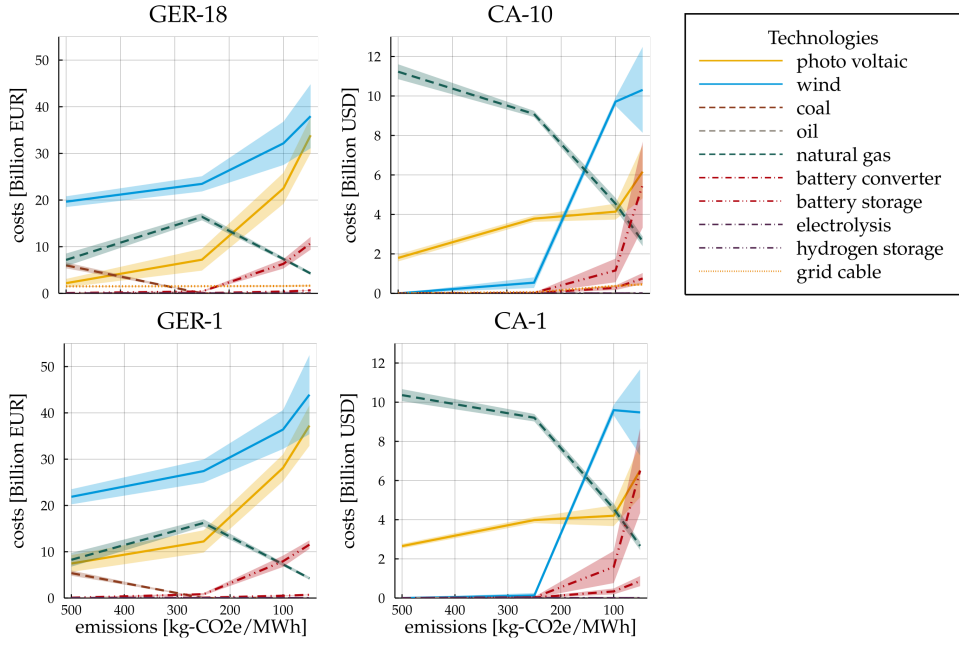 GER-18
CA-10
costs [Billion EUR]
50
40
30
20
10
0
costs [Billion USD]
12
10
8
6
4
2
0
Technologies
photo voltaic
wind
coal
oil
natural gas
battery converter
battery storage
electrolysis
hydrogen storage
grid cable
GER-1
CA-1
costs [Billion EUR]
50
40
30
20
10
0
500 400 300 200 100
emissions [kg-CO2e/MWh]
costs [Billion USD]
12
10
8
6
4
2
0
500 400 300 200 100
emissions [kg-CO2e/MWh]